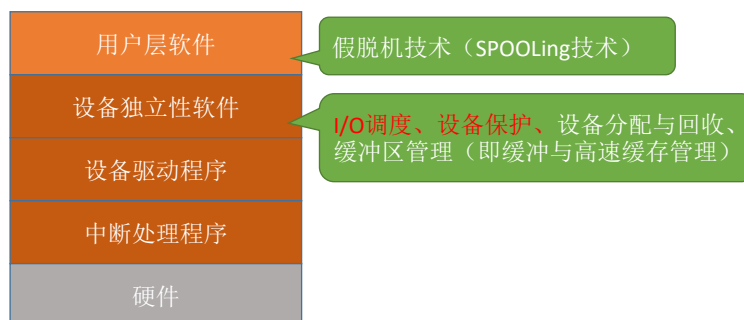 用户层软件
假脱机技术（SPOOLing技术）
设备独立性软件
I/O调度、设备保护、设备分配与回收、
缓冲区管理（即缓冲与高速缓存管理）
设备驱动程序
中断处理程序
硬件